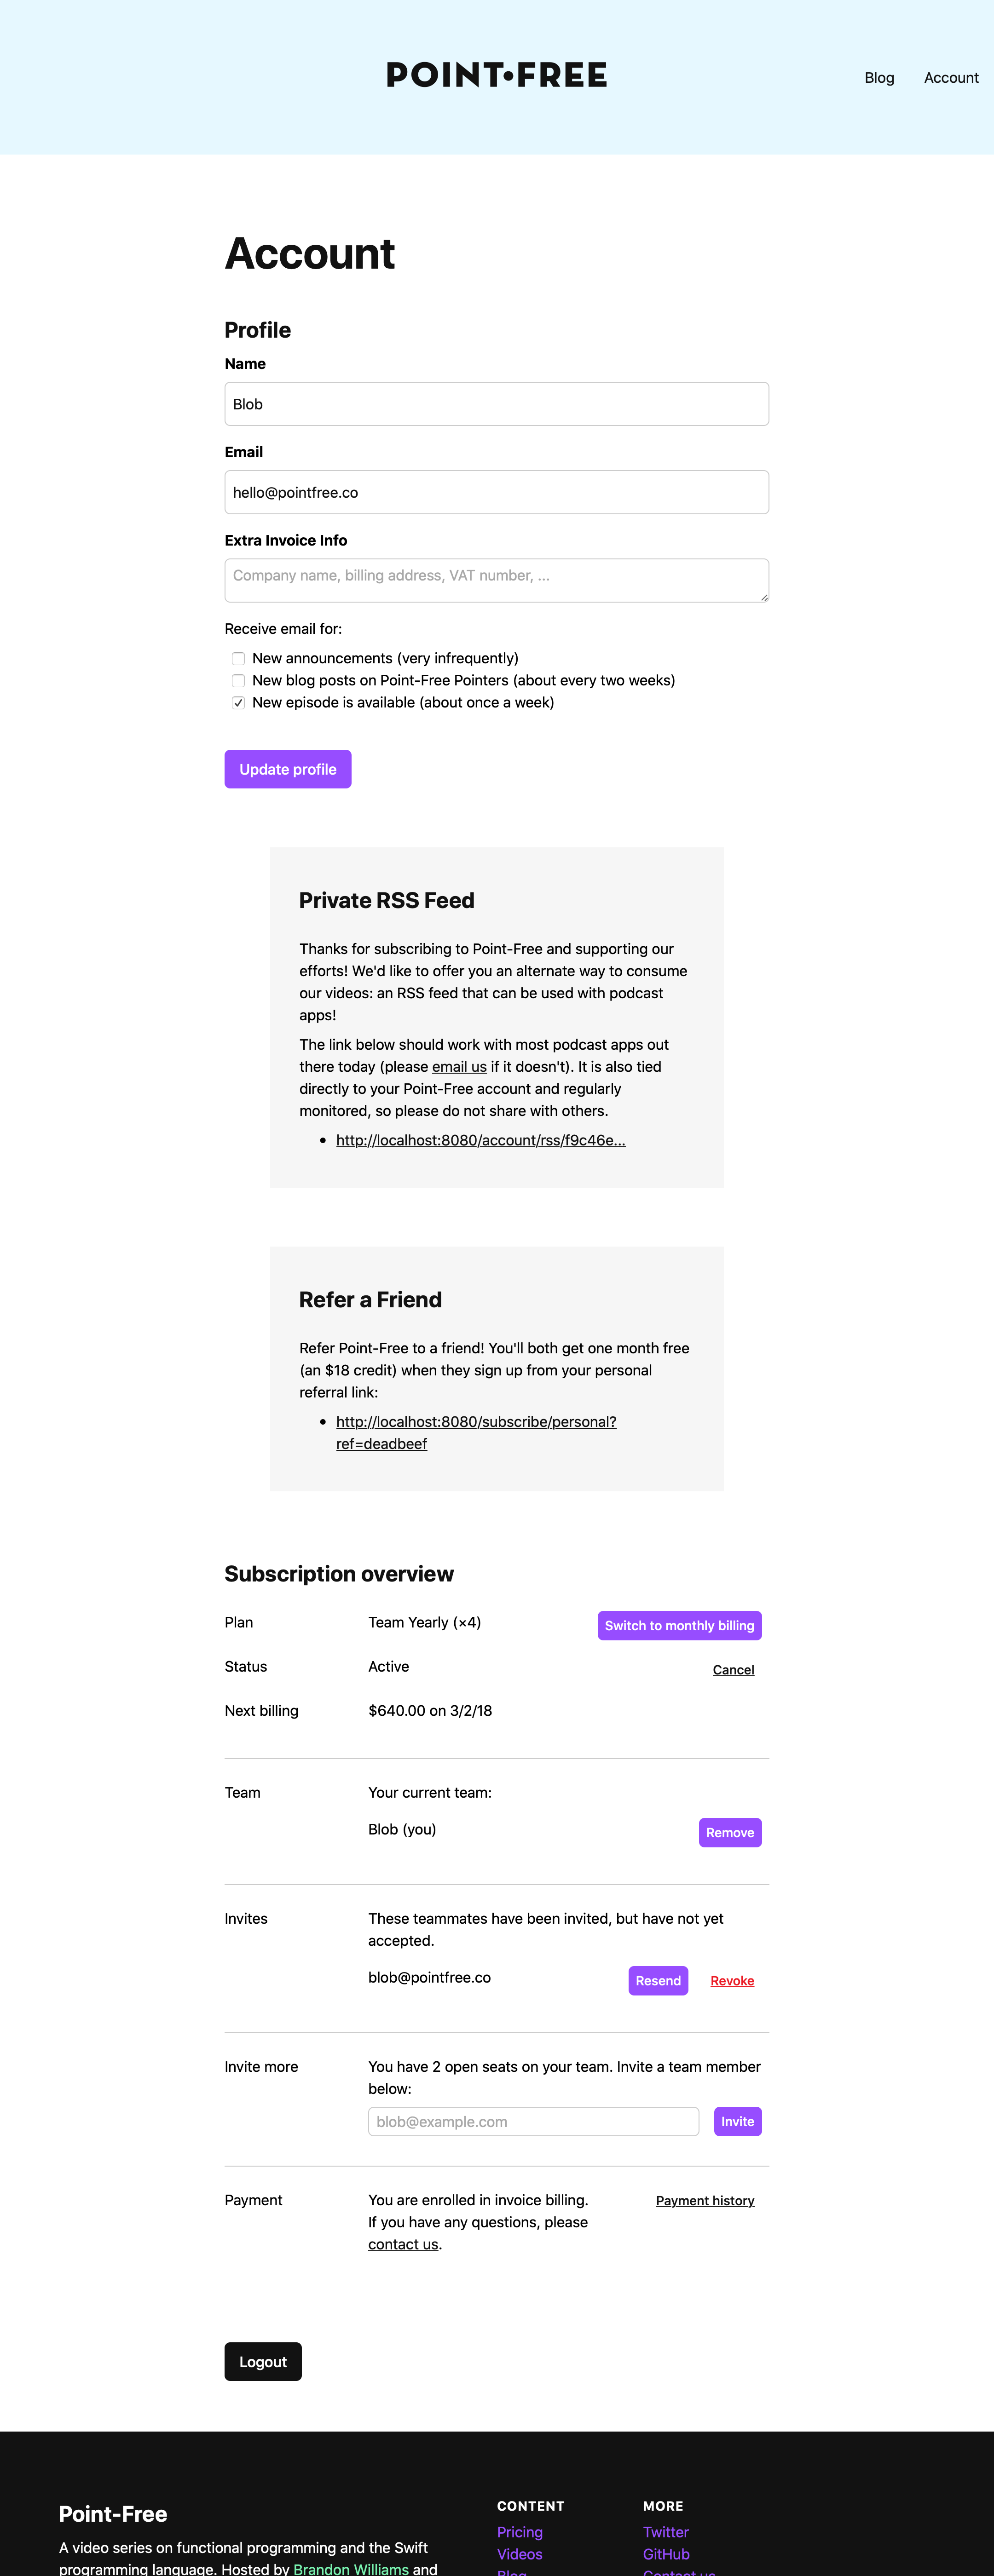 POINT•FREE
Blog
Account
Account
Profile
Name
Blob
Email
hello@pointfree.co
Extra Invoice Info
Company name, billing address, VAT number, ...
Receive email for:
New announcements (very infrequently)
New blog posts on Point-Free Pointers (about every two weeks)
New episode is available (about once a week)
Update profile
Private RSS Feed
Thanks for subscribing to Point-Free and supporting our
efforts! We'd like to offer you an alternate way to consume
our videos: an RSS feed that can be used with podcast
apps!
The link below should work with most podcast apps out
there today (please email us if it doesn't). It is also tied
directly to your Point-Free account and regularly
monitored, so please do not share with others.
• http://localhost:8080/account/rss/f9c46e...
Refer a Friend
Refer Point-Free to a friend! You'll both get one month free
(an $18 credit) when they sign up from your personal
referral link:
• http://localhost:8080/subscribe/personal?
ref=deadbeef
Subscription overview
Plan
Team Yearly (×4)
Switch to monthly billing
Status
Active
Cancel
Next billing
$640.00 on 3/2/18
Team
Your current team:
Blob (you)
Remove
Invites
These teammates have been invited, but have not yet
accepted.
blob@pointfree.co
Resend
Revoke
Invite more
You have 2 open seats on your team. Invite a team member
below:
blob@example.com
Invite
Payment
You are enrolled in invoice billing.
If you have any questions, please
contact us.
Payment history
Logout
Point-Free
A video series on functional programming and the Swift
programming language. Hosted by Brandon Williams and
CONTENT
Pricing
Videos
Blog
MORE
Twitter
GitHub
Contact us